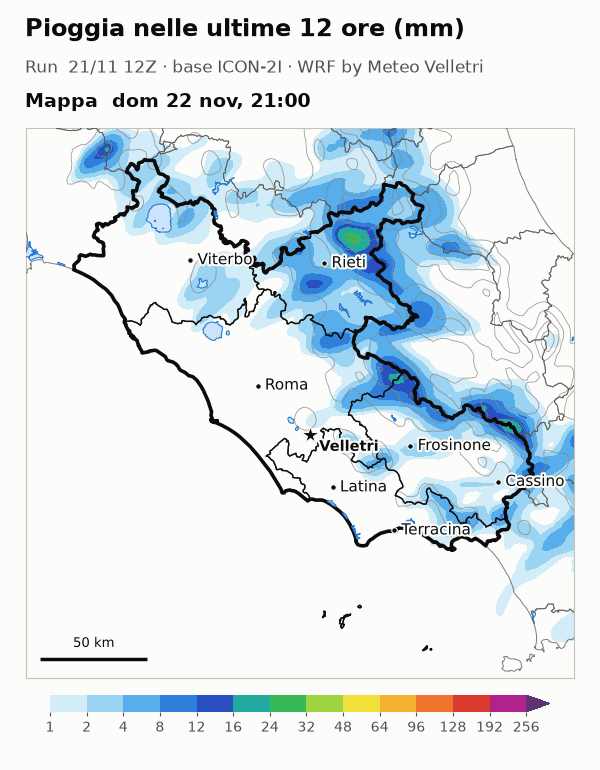 Pioggia nelle ultime 12 ore (mm)
Run  21/11 12Z · base ICON-2I · WRF by Meteo Velletri
Mappa  dom 22 nov, 21:00
Viterbo
Rieti
Roma
Velletri
Frosinone
Latina
Cassino
Terracina
50 km
1 2 4 8 12 16 24 32 48 64 96 128 192 256